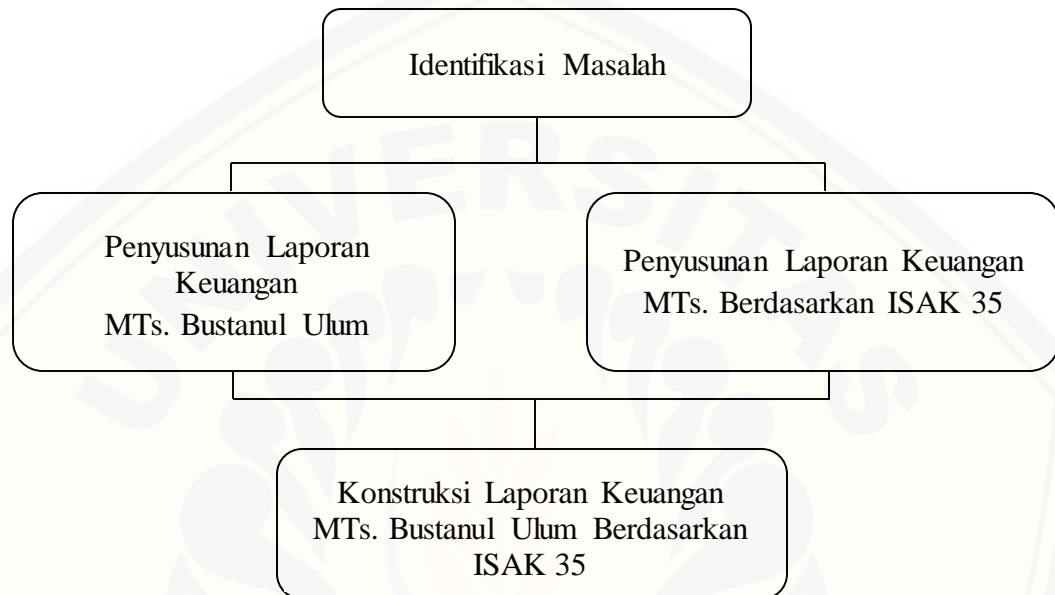 Identifikasi Masalah
Penyusunan Laporan
Keuangan
MTs. Bustanul Ulum
Penyusunan Laporan Keuangan
MTs. Berdasarkan ISAK 35
Konstruksi Laporan Keuangan
MTs. Bustanul Ulum Berdasarkan
ISAK 35
UNIVERSITAS